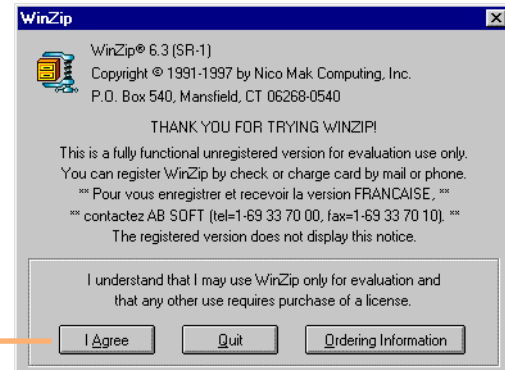 WinZip
WinZip® 6.3 (SR-1)
Copyright © 1991-1997 by Nico Mak Computing, Inc.
P.O. Box 540, Mansfield, CT 06268-0540
THANK YOU FOR TRYING WINZIP!
This is a fully functional unregistered version for evaluation use only.
You can register WinZip by check or charge card by mail or phone.
** Pour vous enregistrer et recevoir la version FRANCAISE, **
** contactez AB SOFT (tel=1-69 33 70 00, fax=1-69 33 70 10). **
The registered version does not display this notice.
I understand that I may use WinZip only for evaluation and
that any other use requires purchase of a license.
I Agree Quit Ordering Information